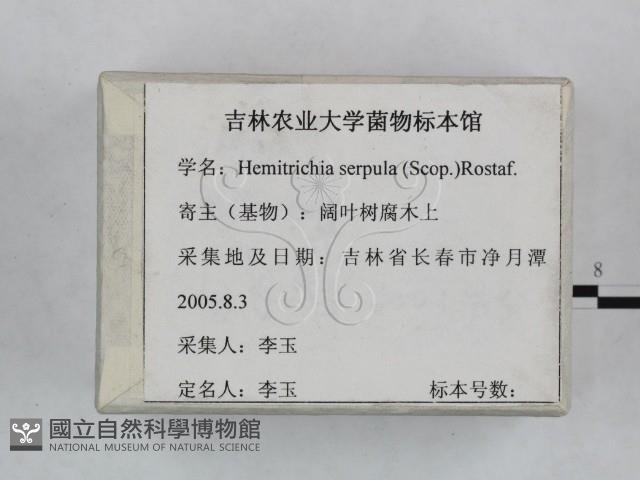 吉林农业大学菌物标本馆
学名：Hemitrichia serpula (Scop.)Rostaf.
寄主（基物）：阔叶树腐木上
采集地及日期：吉林省长春市净月潭
2005.8.3
采集人：李玉
定名人：李玉 标本号数：
8
國立自然科學博物館
NATIONAL MUSEUM OF NATURAL SCIENCE